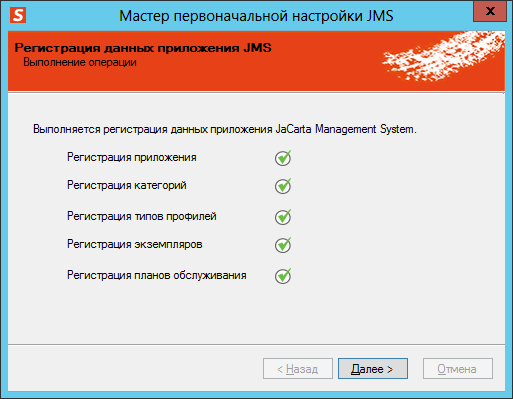 S
Мастер первоначальной настройки JMS
x
Регистрация данных приложения JMS
Выполнение операции
Выполняется регистрация данных приложения JaCarta Management System.
Регистрация приложения
Регистрация категорий
Регистрация типов профилей
Регистрация экземпляров
Регистрация планов обслуживания
< Назад
Далее >
Отмена